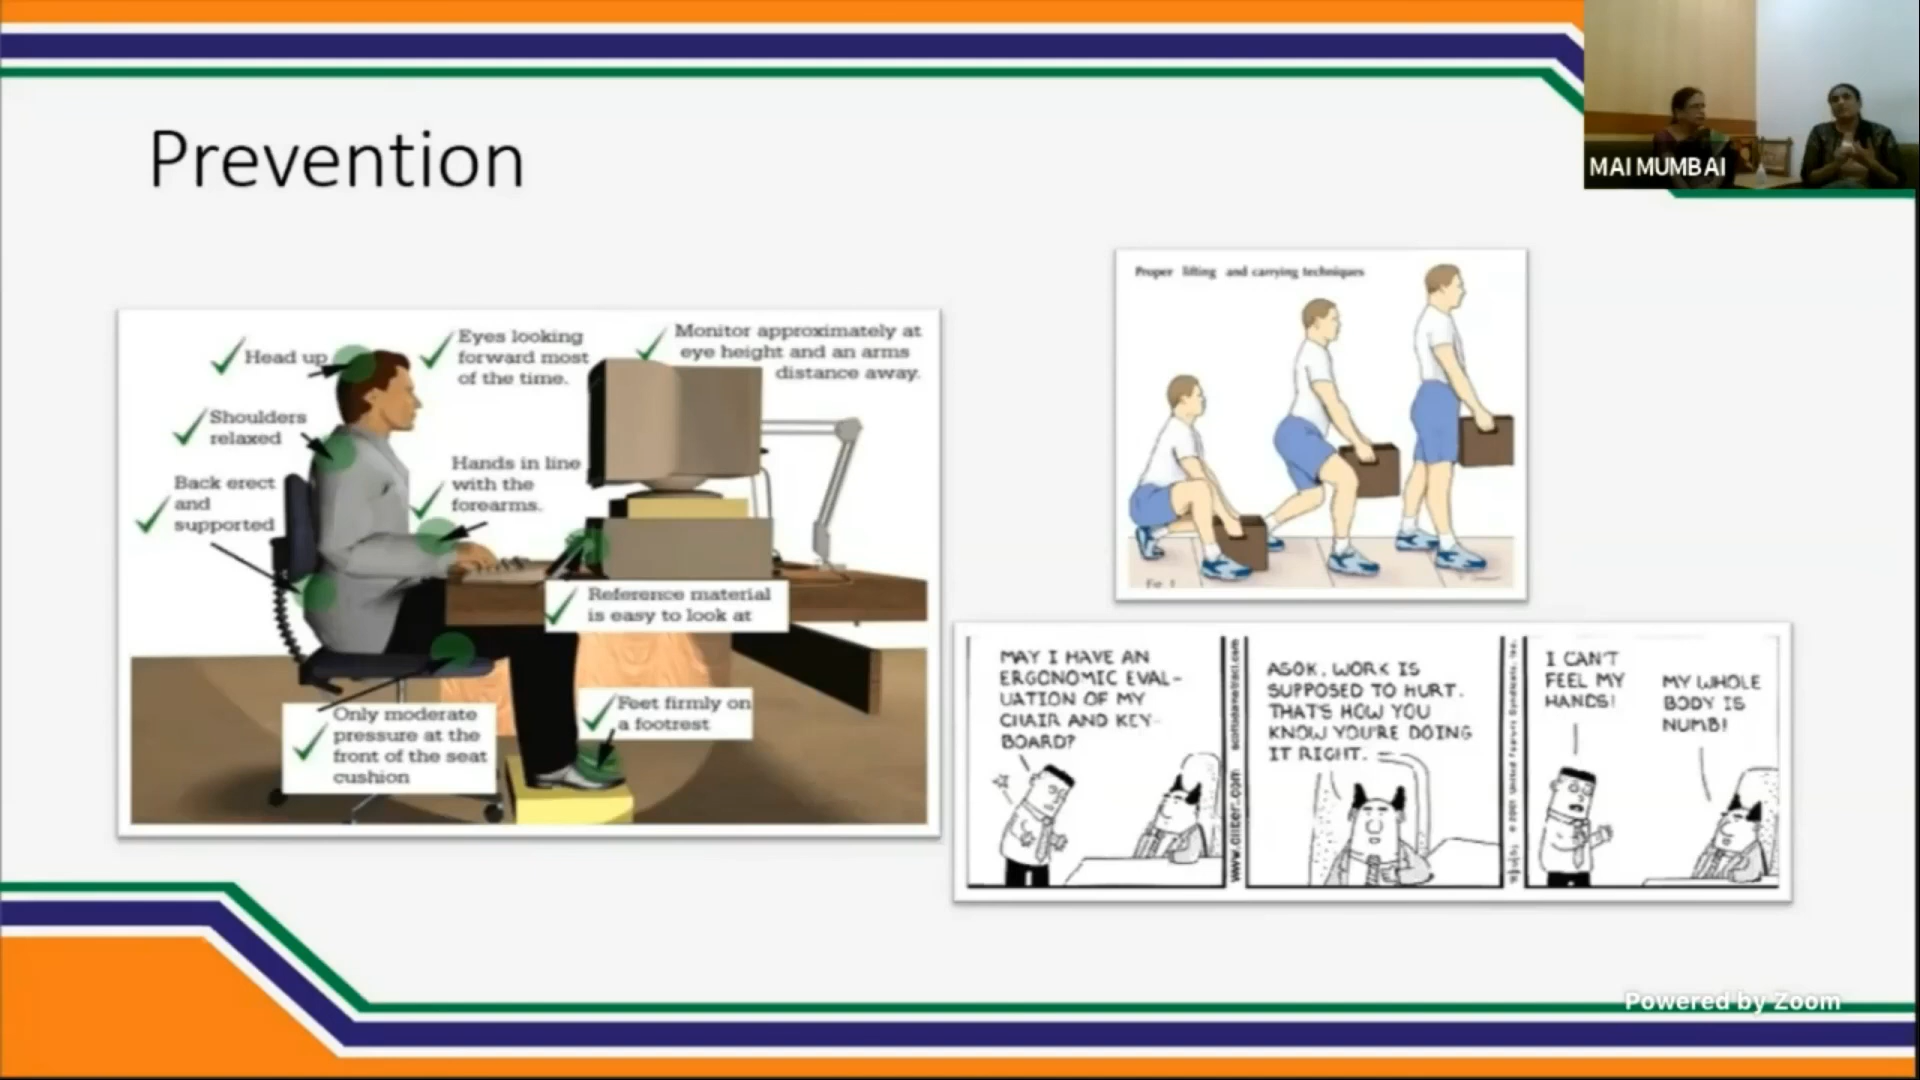 Prevention
MAI MUMBAI
Head up
Eyes looking
forward most
of the time.
Monitor approximately at
eye height and an arms
distance away.
Shoulders
relaxed
Hands in line
with the
forearms.
Back erect
and
supported
Reference material
is easy to look at
Feet firmly on
a footrest
Only moderate
pressure at the
front of the seat
cushion
Proper lifting and carrying techniques
MAY I HAVE AN
ERGONOMIC EVAL-
UATION OF MY
CHAIR AND KEY-
BOARD?
ASOK, WORK IS
SUPPOSED TO HURT.
THAT'S HOW YOU
KNOW YOU'RE DOING
IT RIGHT.
I CAN'T
FEEL MY
HANDS!
MY WHOLE
BODY IS
NUMB!
Powered by Zoom